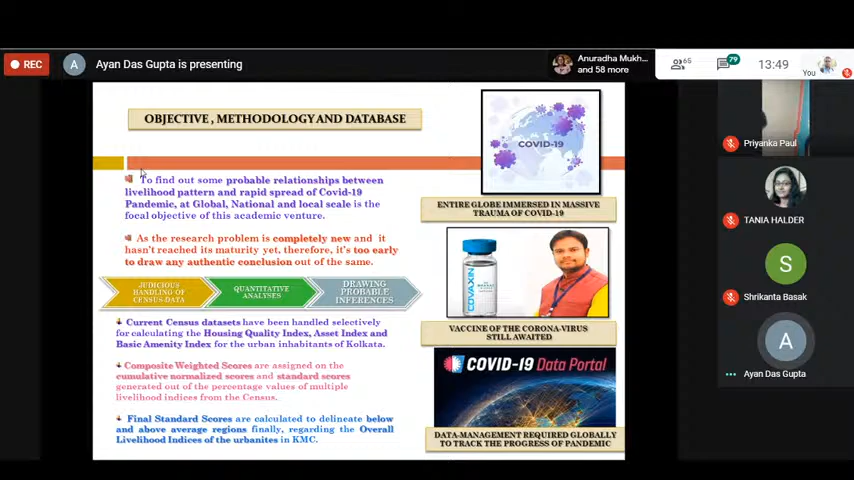 REC
A
Ayan Das Gupta is presenting
Anuradha Mukh...
and 58 more
65
79
13:49
You
OBJECTIVE , METHODOLOGY AND DATABASE
To find out some probable relationships between
livelihood pattern and rapid spread of Covid-19
Pandemic, at Global, National and local scale is the
focal objective of this academic venture.
As the research problem is completely new and it
hasn't reached its maturity yet, therefore, it's too early
to draw any authentic conclusion out of the same.
JUDICIOUS
HANDLING OF
CENSUS DATA
QUANTITATIVE
ANALYSES
DRAWING
PROBABLE
INFERENCES
Current Census datasets have been handled selectively
for calculating the Housing Quality Index, Asset Index and
Basic Amenity Index for the urban inhabitants of Kolkata.
Composite Weighted Scores are assigned on the
cumulative normalized scores and standard scores
generated out of the percentage values of multiple
livelihood indices from the Census.
Final Standard Scores are calculated to delineate below
and above average regions finally, regarding the Overall
Livelihood Indices of the urbanites in KMC.
COVID-19
ENTIRE GLOBE IMMERSED IN MASSIVE
TRAUMA OF COVID-19
COVAXIN
VACCINE OF THE CORONA-VIRUS
STILL AWAITED
COVID-19 Data Portal
DATA-MANAGEMENT REQUIRED GLOBALLY
TO TRACK THE PROGRESS OF PANDEMIC
Priyanka Paul
TANIA HALDER
S
Shrikanta Basak
A
Ayan Das Gupta